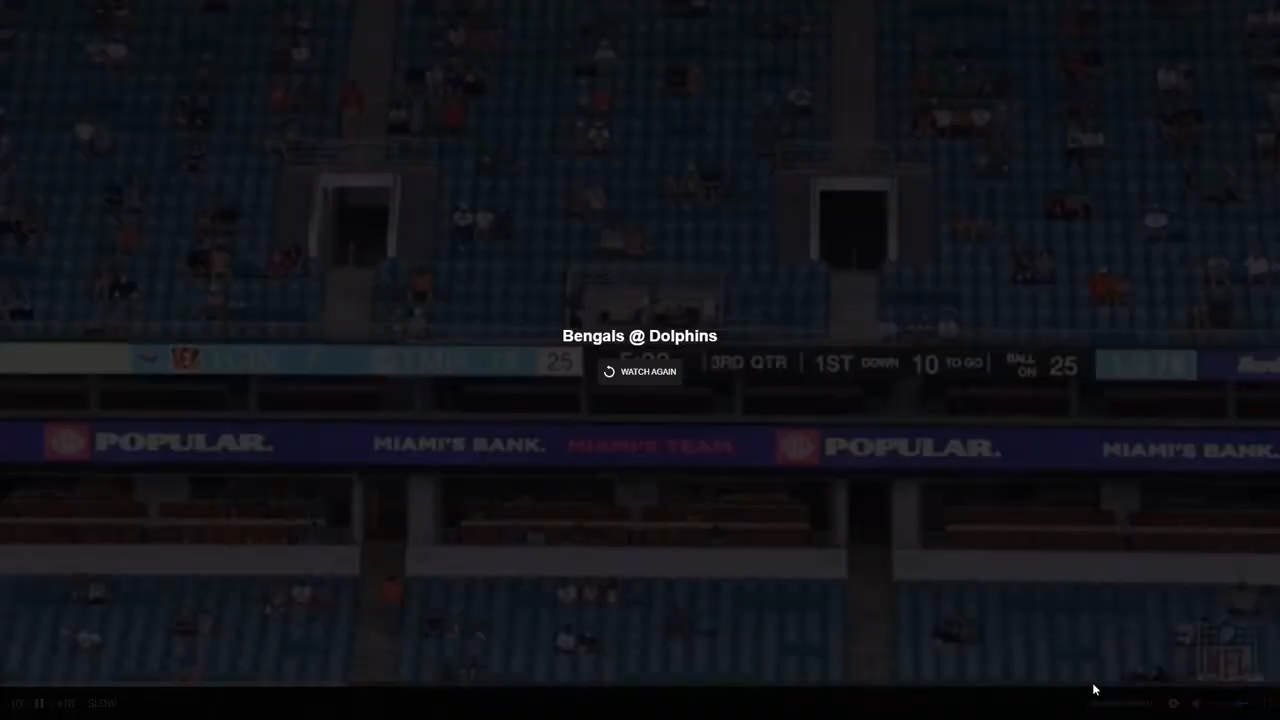 Bengals @ Dolphins
25 3RD QTR 1ST DOWN 10 TO GO BALL ON 25
WATCH AGAIN
POPULAR. MIAMI'S BANK. MIAMI'S TEAM POPULAR. MIAMI'S BANK.
SLOW